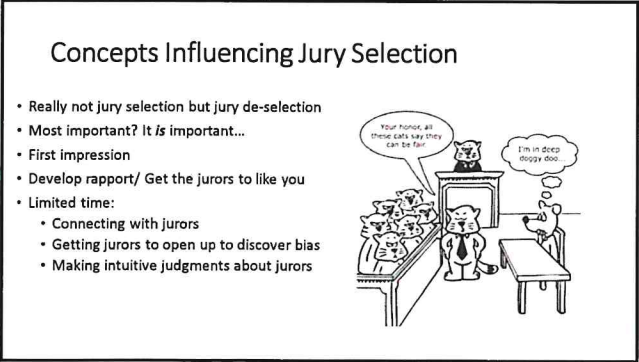 Concepts Influencing Jury Selection
• Really not jury selection but jury de-selection
• Most important? It is important...
• First impression
• Develop rapport/ Get the jurors to like you
• Limited time:
• Connecting with jurors
• Getting jurors to open up to discover bias
• Making intuitive judgments about jurors
Your honor, all
these cats say they
can be fair.
I'm in deep
doggy doo...